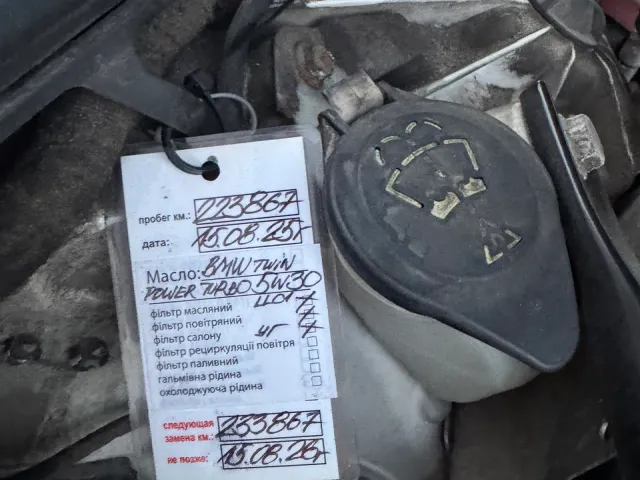 пробег км.: 223867
дата: 15.08.25г
Масло: BMW TWIN
POWER TURBO 5W30
фільтр масляний
фільтр повітряний
фільтр салону
фільтр рециркуляції повітря
фільтр паливний
гальмівна рідина
охолоджуюча рідина
следующая
замена км.: 233867
не позже: 15.08.26г